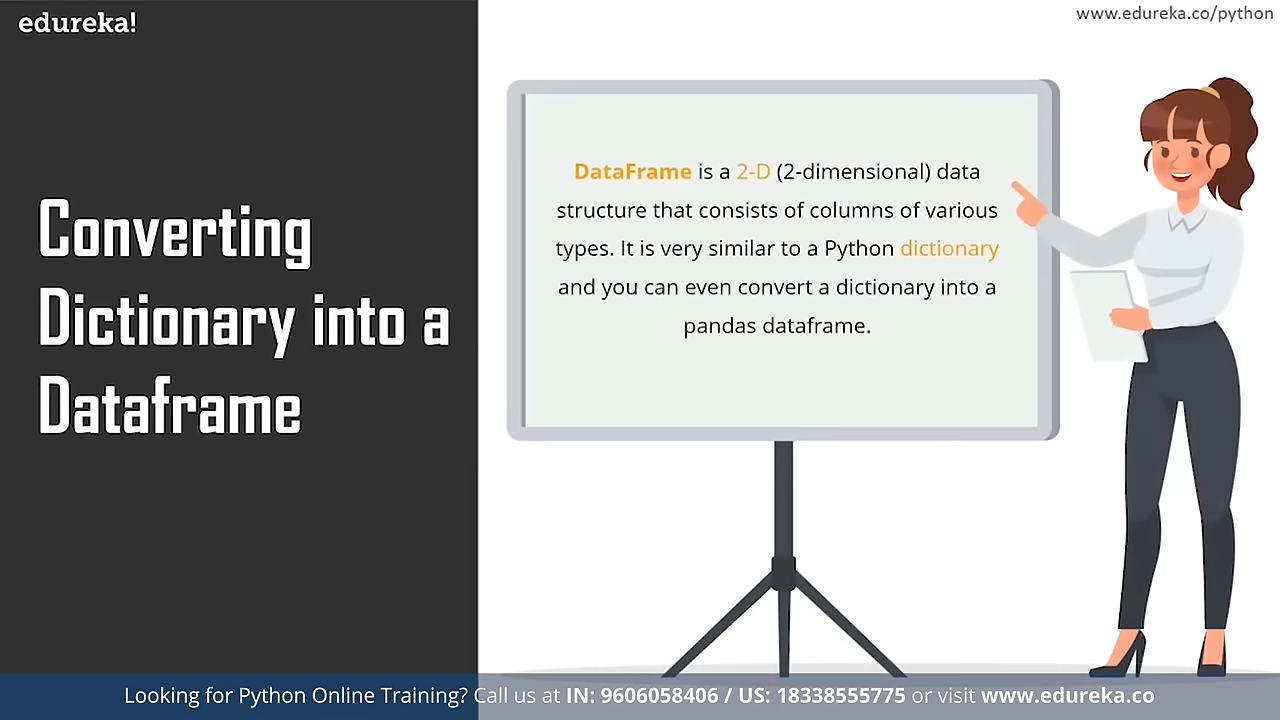 edureka!
www.edureka.co/python
Converting
Dictionary into a
Dataframe
DataFrame is a 2-D (2-dimensional) data
structure that consists of columns of various
types. It is very similar to a Python dictionary
and you can even convert a dictionary into a
pandas dataframe.
Looking for Python Online Training? Call us at IN: 9606058406 / US: 18338555775 or visit www.edureka.co